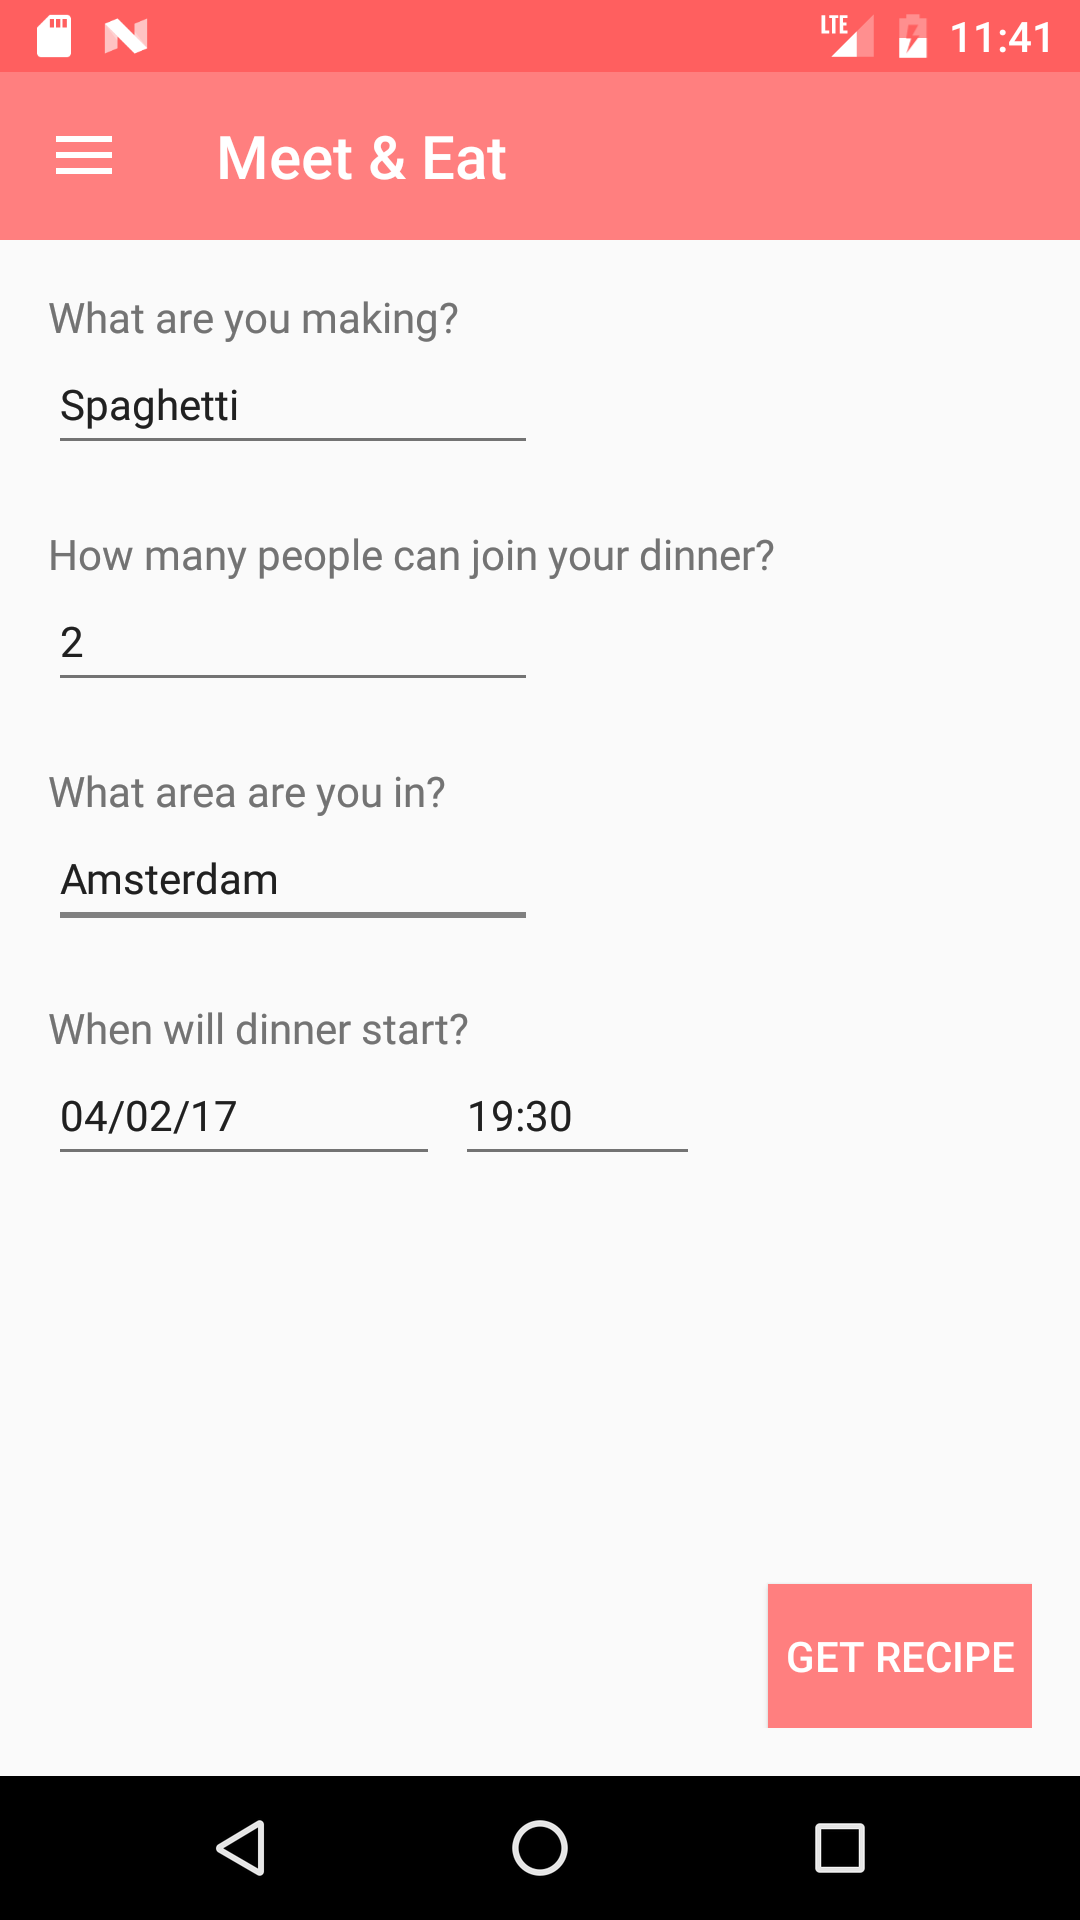 LTE 11:41
Meet & Eat
What are you making?
Spaghetti
How many people can join your dinner?
2
What area are you in?
Amsterdam
When will dinner start?
04/02/17 19:30
GET RECIPE